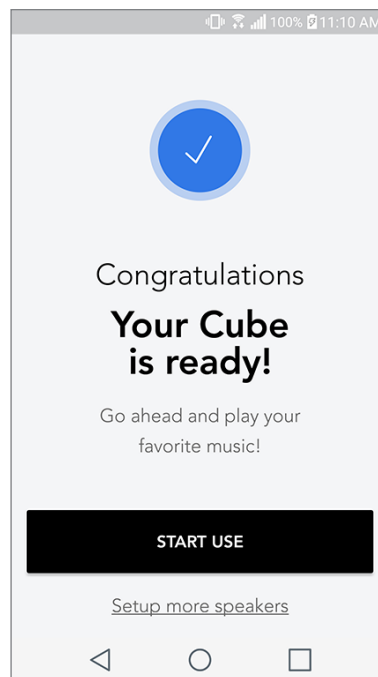 100% 11:10 AM
Congratulations
Your Cube
is ready!
Go ahead and play your
favorite music!
START USE
Setup more speakers